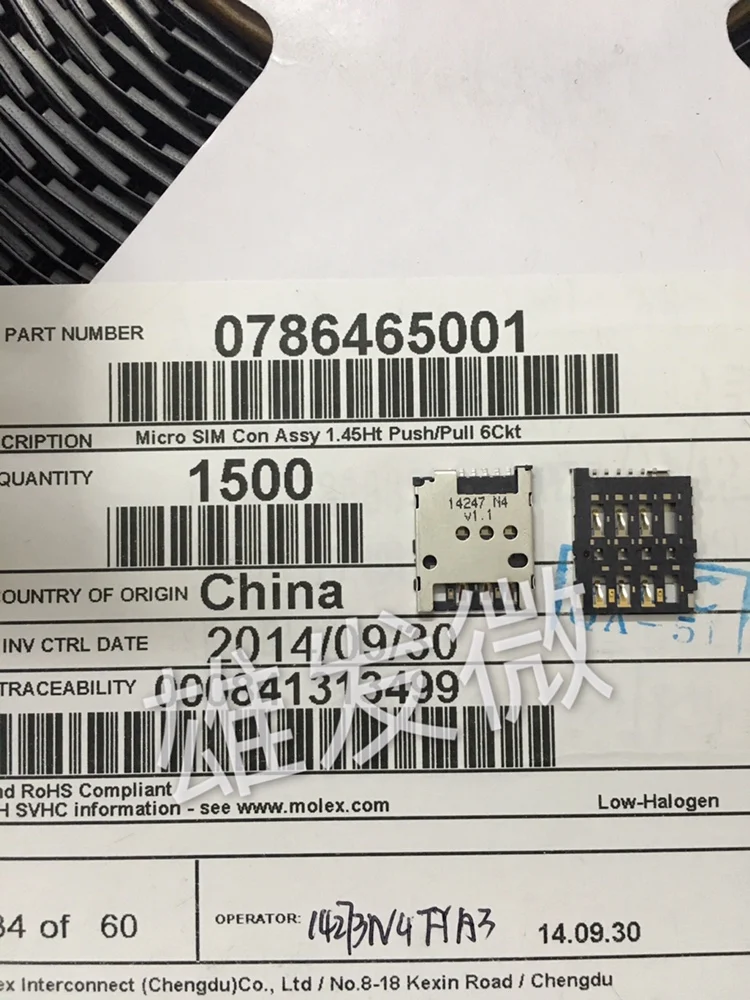 PART NUMBER 0786465001
CRIPTION Micro SIM Con Assy 1.45Ht Push/Pull 6Ckt
QUANTITY 1500
14247 N4
v1.1
OUNTRY OF ORIGIN China
INV CTRL DATE 2014/09/30
TRACEABILITY 000841313499
雄发微
nd RoHS Compliant
H SVHC information - see www.molex.com
Low-Halogen
34 of 60
OPERATOR: 14.09.30
ex Interconnect (Chengdu)Co., Ltd / No.8-18 Kexin Road / Chengdu